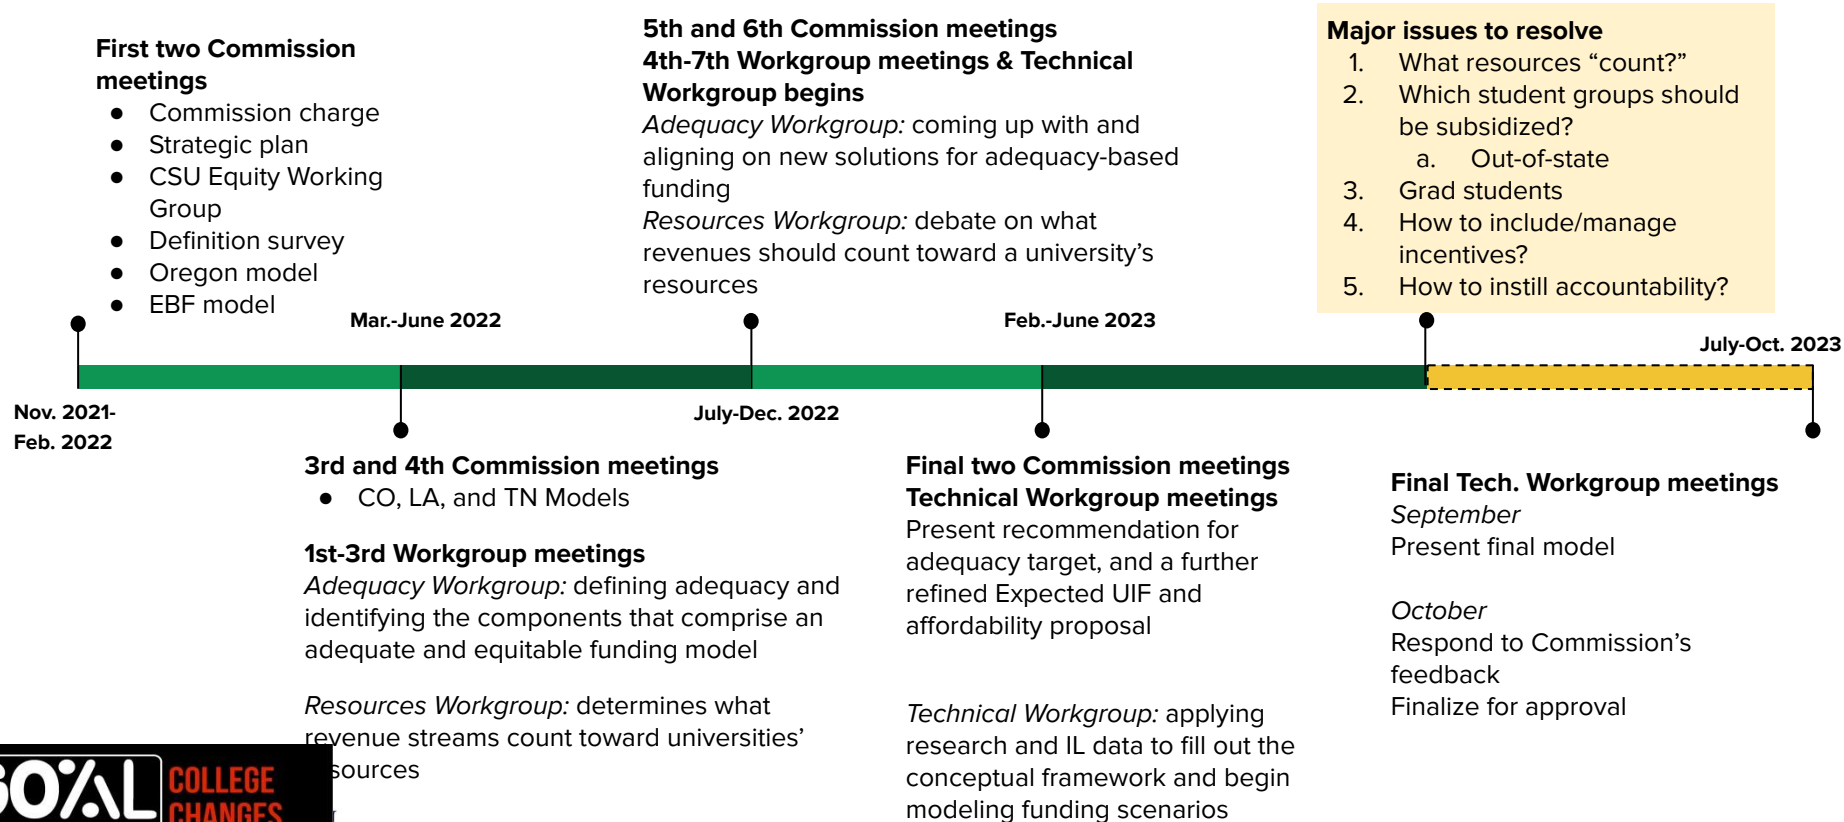 First two Commission
meetings
● Commission charge
● Strategic plan
● CSU Equity Working
Group
● Definition survey
● Oregon model
● EBF model
Nov. 2021-
Feb. 2022
Mar.-June 2022
3rd and 4th Commission meetings
● CO, LA, and TN Models
1st-3rd Workgroup meetings
Adequacy Workgroup: defining adequacy and
identifying the components that comprise an
adequate and equitable funding model
Resources Workgroup: determines what
revenue streams count toward universities’
5th and 6th Commission meetings
4th-7th Workgroup meetings & Technical
Workgroup begins
Adequacy Workgroup: coming up with and
aligning on new solutions for adequacy-based
funding
Resources Workgroup: debate on what
revenues should count toward a university’s
resources
July-Dec. 2022
Feb.-June 2023
Final two Commission meetings
Technical Workgroup meetings
Present recommendation for
adequacy target, and a further
refined Expected UIF and
affordability proposal
Technical Workgroup: applying
research and IL data to fill out the
conceptual framework and begin
modeling funding scenarios
Major issues to resolve
1. What resources “count?”
2. Which student groups should
be subsidized?
a. Out-of-state
3. Grad students
4. How to include/manage
incentives?
5. How to instill accountability?
July-Oct. 2023
Final Tech. Workgroup meetings
September
Present final model
October
Respond to Commission’s
feedback
Finalize for approval
COLLEGE
CHANGES